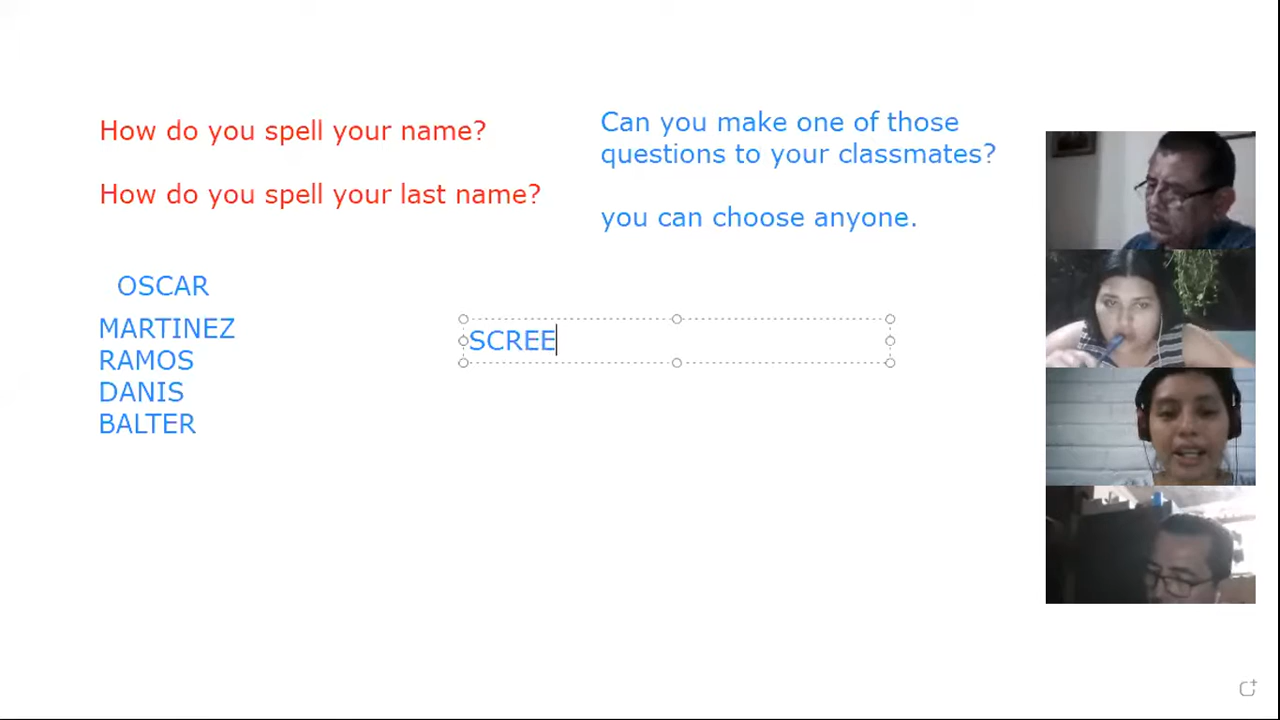 How do you spell your name?
How do you spell your last name?
Can you make one of those
questions to your classmates?
you can choose anyone.
OSCAR
MARTINEZ
RAMOS
DANIS
BALTER
SCREE